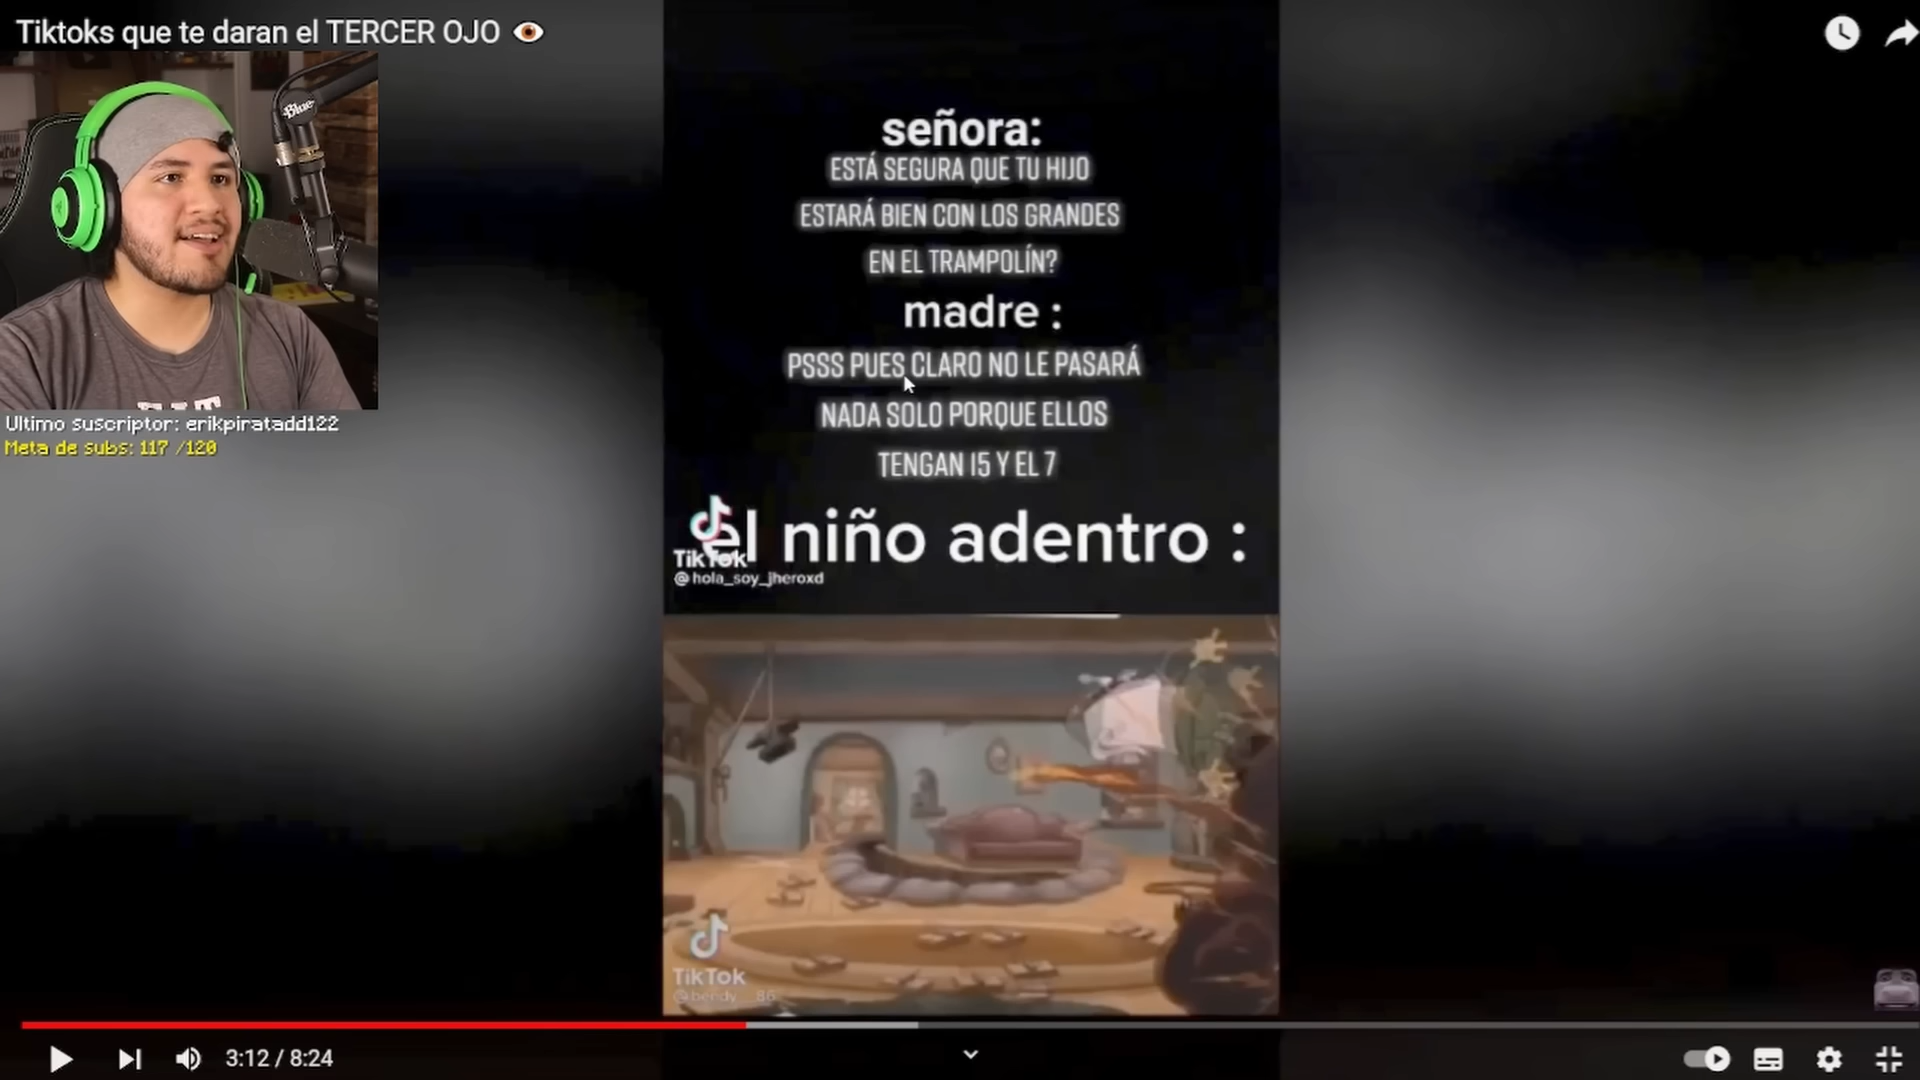 Tiktoks que te daran el TERCER OJO
Blue
Ultimo suscriptor: erikpiratadd122
Meta de subs: 117 /120
señora:
ESTÁ SEGURA QUE TU HIJO
ESTARÁ BIEN CON LOS GRANDES
EN EL TRAMPOLÍN?
madre :
PSSS PUES CLARO NO LE PASARÁ
NADA SOLO PORQUE ELLOS
TENGAN 15 Y EL 7
el niño adentro :
TikTok
@hola_soy_jheroxd
TikTok
@bendy__86
3:12 / 8:24